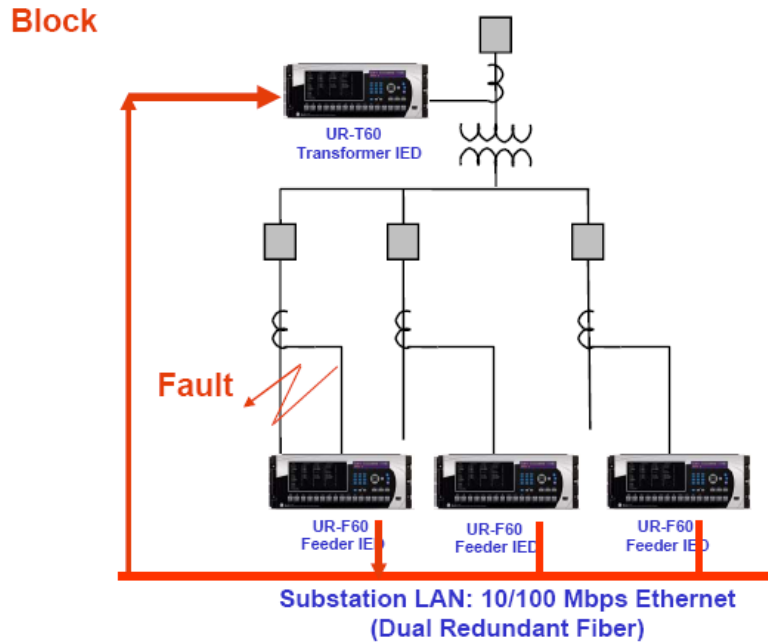 Block
UR-T60
Transformer IED
Fault
UR-F60
Feeder IED
UR-F60
Feeder IED
UR-F60
Feeder IED
Substation LAN: 10/100 Mbps Ethernet
(Dual Redundant Fiber)